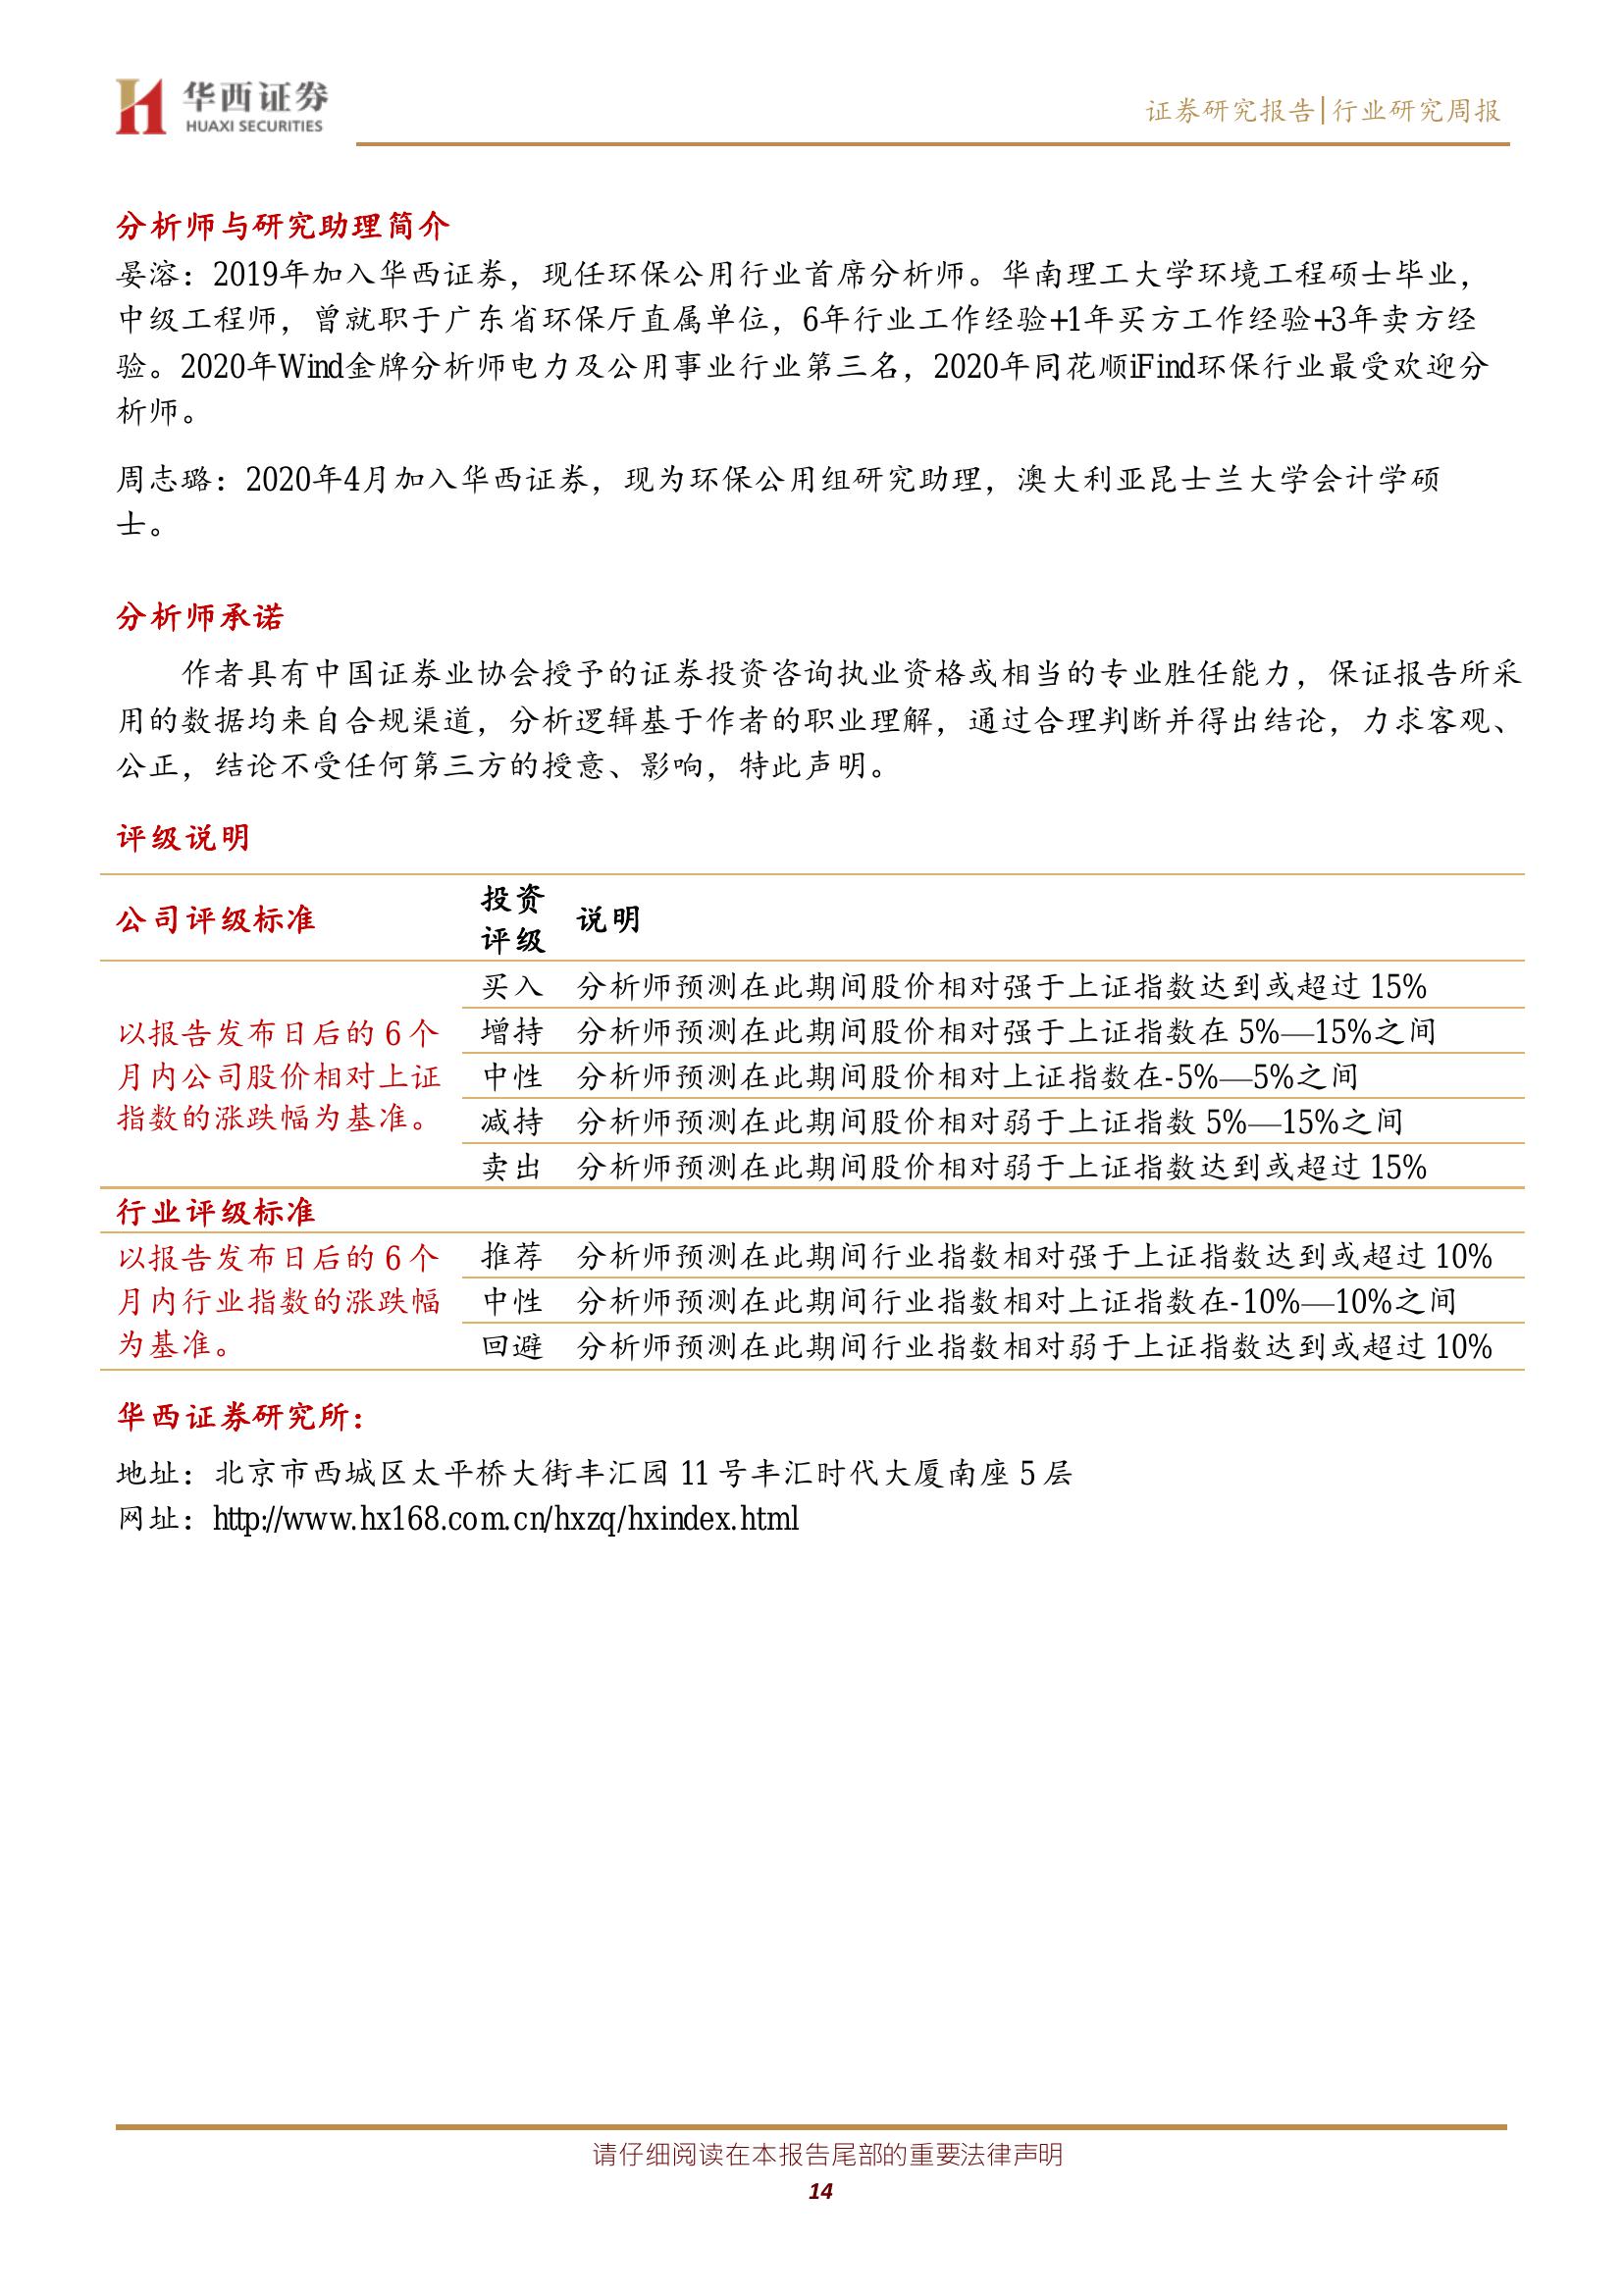 华西证券
HUAXI SECURITIES
证券研究报告|行业研究周报
分析师与研究助理简介
晏溶：2019年加入华西证券，现任环保公用行业首席分析师。华南理工大学环境工程硕士毕业，
中级工程师，曾就职于广东省环保厅直属单位，6年行业工作经验+1年买方工作经验+3年卖方经
验。2020年Wind金牌分析师电力及公用事业行业第三名，2020年同花顺iFind环保行业最受欢迎分
析师。
周志璐：2020年4月加入华西证券，现为环保公用组研究助理，澳大利亚昆士兰大学会计学硕
士。
分析师承诺
作者具有中国证券业协会授予的证券投资咨询执业资格或相当的专业胜任能力，保证报告所采
用的数据均来自合规渠道，分析逻辑基于作者的职业理解，通过合理判断并得出结论，力求客观、
公正，结论不受任何第三方的授意、影响，特此声明。
评级说明
公司评级标准
投资
评级
说明
以报告发布日后的 6 个
月内公司股价相对上证
指数的涨跌幅为基准。
买入 分析师预测在此期间股价相对强于上证指数达到或超过 15%
增持 分析师预测在此期间股价相对强于上证指数在 5%—15%之间
中性 分析师预测在此期间股价相对上证指数在-5%—5%之间
减持 分析师预测在此期间股价相对弱于上证指数 5%—15%之间
卖出 分析师预测在此期间股价相对弱于上证指数达到或超过 15%
行业评级标准
以报告发布日后的 6 个
月内行业指数的涨跌幅
为基准。
推荐 分析师预测在此期间行业指数相对强于上证指数达到或超过 10%
中性 分析师预测在此期间行业指数相对上证指数在-10%—10%之间
回避 分析师预测在此期间行业指数相对弱于上证指数达到或超过 10%
华西证券研究所：
地址：北京市西城区太平桥大街丰汇园 11 号丰汇时代大厦南座 5 层
网址：http://www.hx168.com.cn/hxzq/hxindex.html
请仔细阅读在本报告尾部的重要法律声明
14